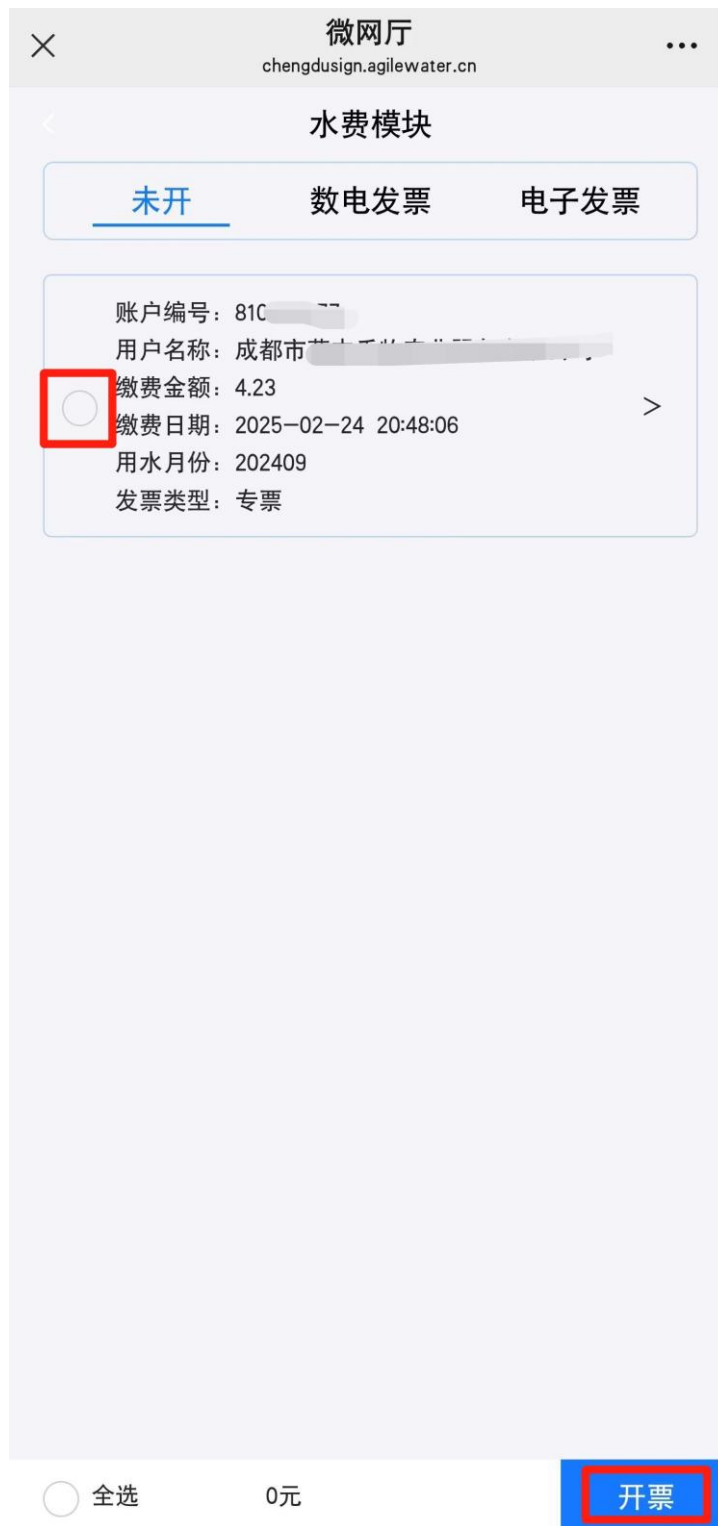 微网厅
chengdusign.agilewater.cn
水费模块
未开 数电发票 电子发票
账户编号：810
用户名称：成都市
缴费金额：4.23
缴费日期：2025-02-24 20:48:06
>
用水月份：202409
发票类型：专票
全选 0元 开票